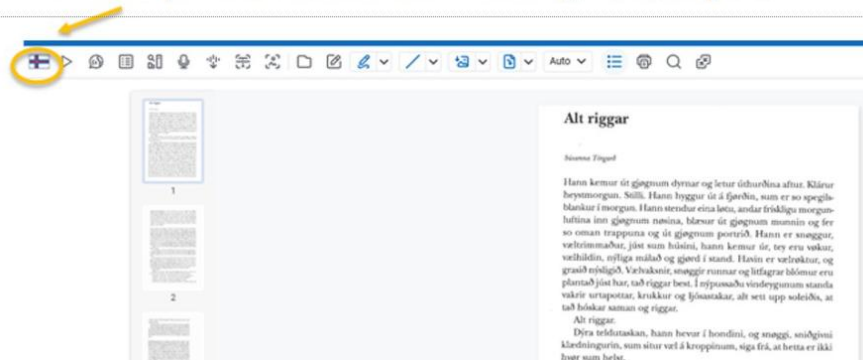 Auto
1
2
Alt riggar
Hann kemur út gjøgnum dyrnar og letur úthurðina aftur. Klárur
heystmorgun. Stilli. Hann hyggur út á fjørðin, sum er so spegils-
blankur í morgun. Hann stendur eina løtu, andar frískligu morgun-
luftina inn gjøgnum nøsina, blæsur út gjøgnum munnin og fer
so oman trappuna og út gjøgnum portrið. Hann er snøggur,
væltrimmaður, júst sum húsini, hann kemur úr, tey eru vøkur,
vælhildin, nýliga málað og gjørd í stand. Havin er vælrøktur, og
grasið nýsligið. Vælvaksnir, snøggir runnar og litfagrar blómur eru
plantað júst har, tað riggar best. Í nýpussaðu vindeygunum standa
vakrir urtapottar, krukkur og ljósastakar, alt sett upp soleiðis, at
tað hóskar saman og riggar.
Alt riggar.
Dýra teldutaskan, hann hevur í hondini, og snøggi, sniðgivni
klædningurin, sum situr væl á kroppinum, siga frá, at hetta er ikki
hvør sum helst.